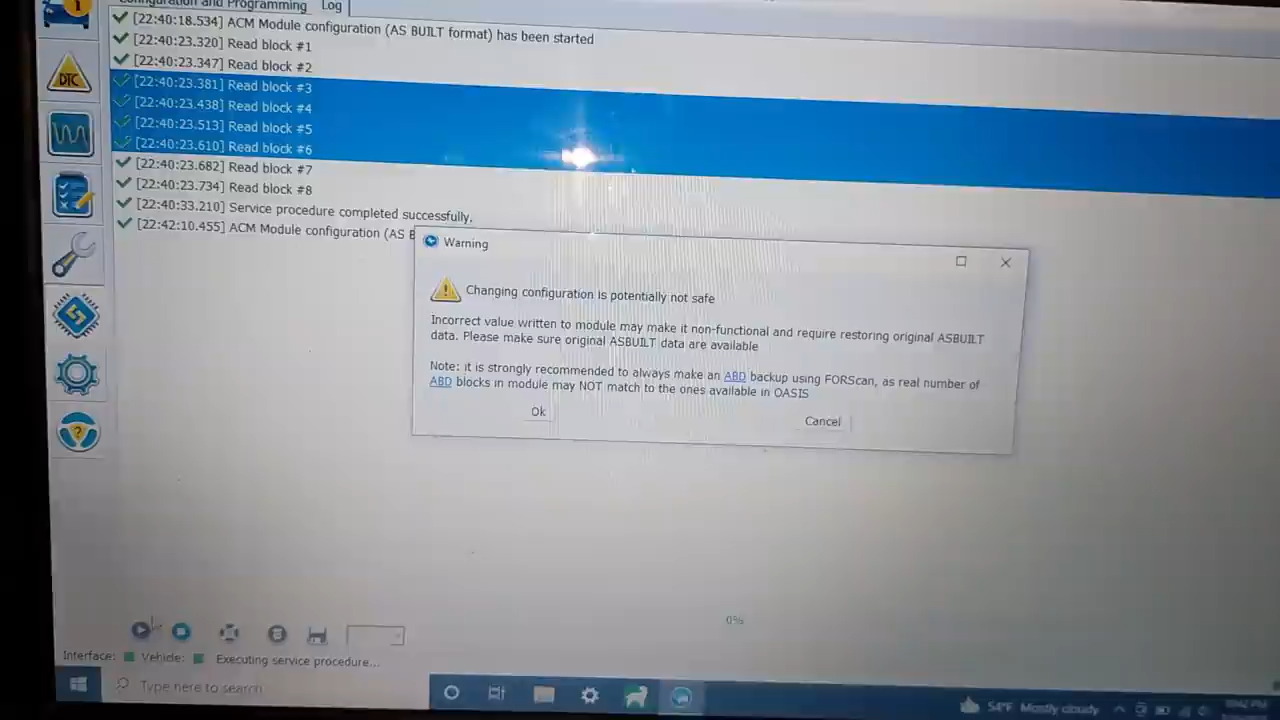 Configuration and Programming Log
[22:40:18.534] ACM Module configuration (AS BUILT format) has been started
[22:40:23.320] Read block #1
[22:40:23.347] Read block #2
[22:40:23.381] Read block #3
[22:40:23.438] Read block #4
[22:40:23.513] Read block #5
[22:40:23.610] Read block #6
[22:40:23.682] Read block #7
[22:40:23.734] Read block #8
[22:40:33.210] Service procedure completed successfully.
[22:42:10.455] ACM Module configuration (AS B
DTC
Warning
Changing configuration is potentially not safe
Incorrect value written to module may make it non-functional and require restoring original ASBUILT
data. Please make sure original ASBUILT data are available
Note: it is strongly recommended to always make an ABD backup using FORScan, as real number of
ABD blocks in module may NOT match to the ones available in OASIS
Ok Cancel
0%
Interface: Vehicle: Executing service procedure...
Type here to search
54°F Mostly cloudy